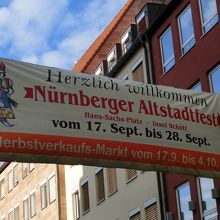 Herzlich willkommen
Nürnberger Altstadtfest
Hans-Sachs-Platz - Insel Schütt
vom 17. Sept. bis 28. Sept.
Herbstverkaufs-Markt vom 17.9. bis 4.10